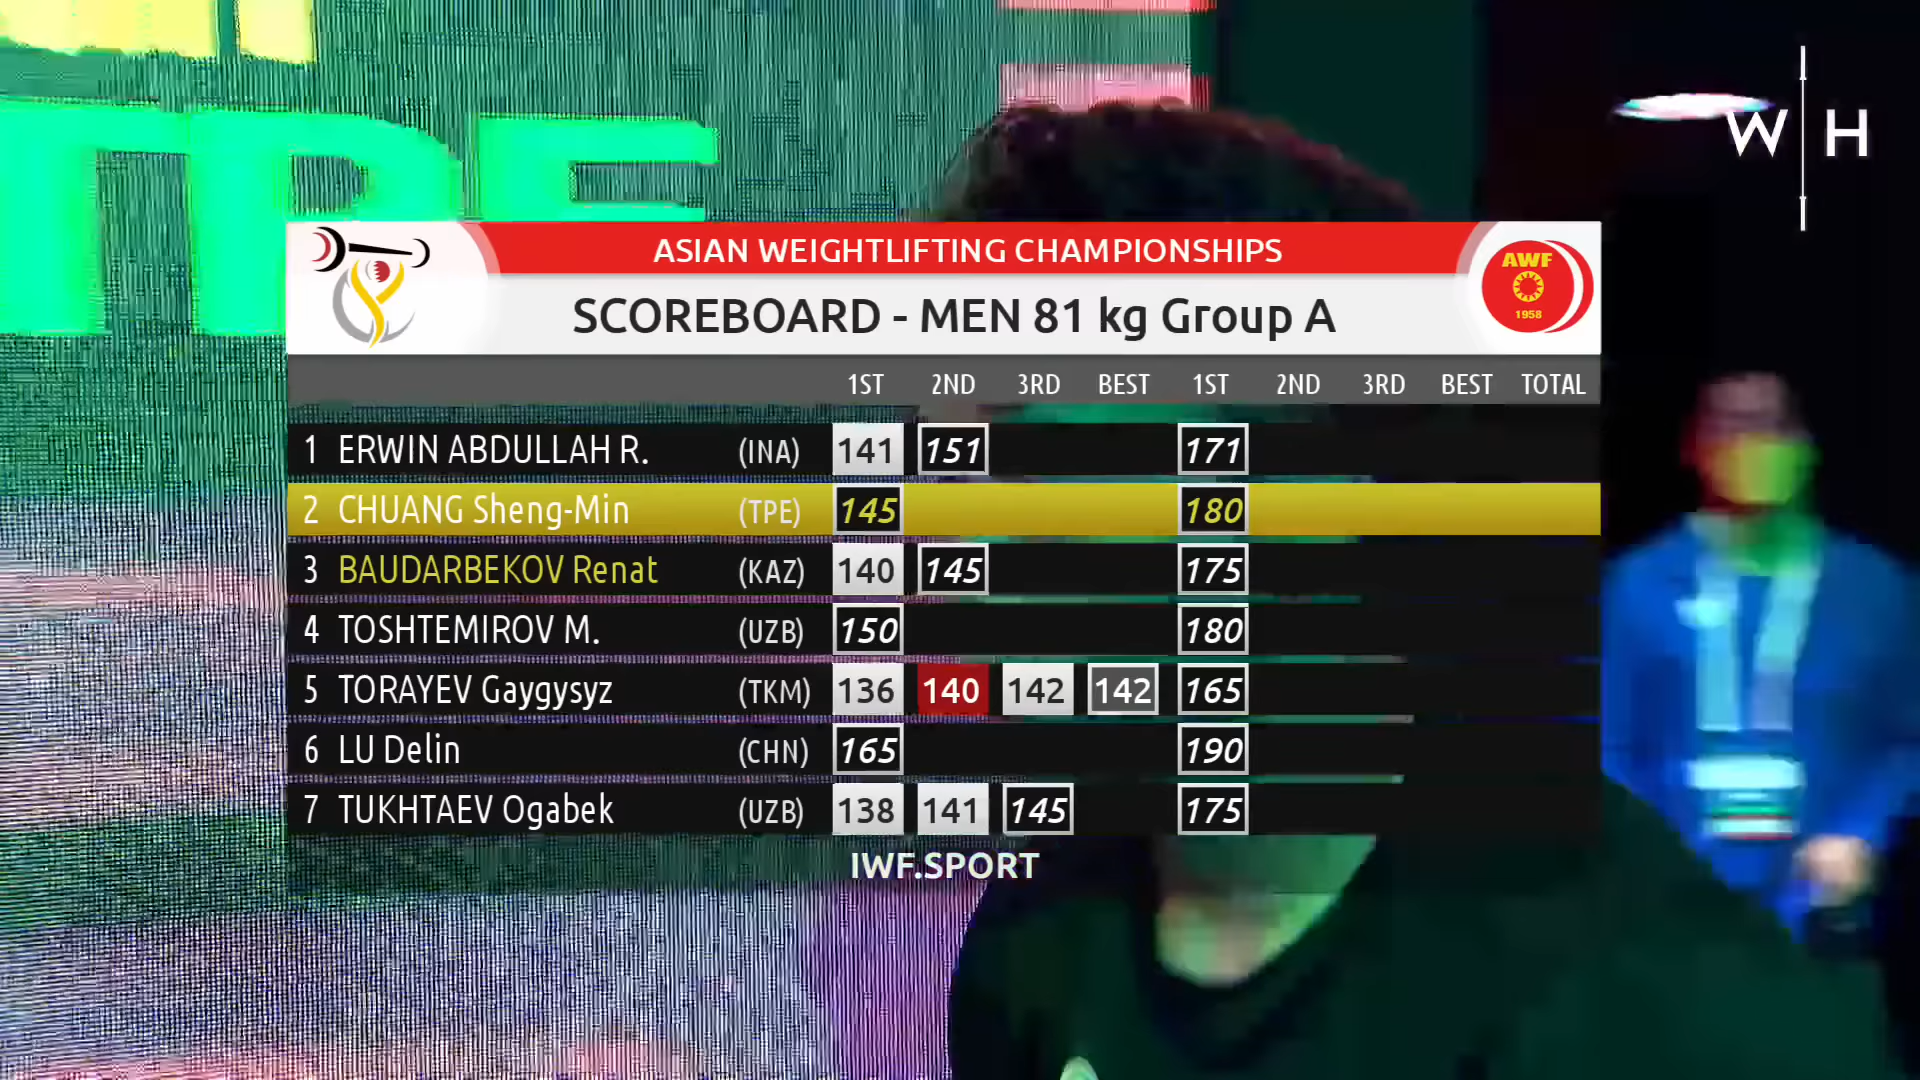 TPE
W H
ASIAN WEIGHTLIFTING CHAMPIONSHIPS
AWF
1958
SCOREBOARD - MEN 81 kg Group A
1ST 2ND 3RD BEST 1ST 2ND 3RD BEST TOTAL
1 ERWIN ABDULLAH R. (INA) 141 151 171
2 CHUANG Sheng-Min (TPE) 145 180
3 BAUDARBEKOV Renat (KAZ) 140 145 175
4 TOSHTEMIROV M. (UZB) 150 180
5 TORAYEV Gaygysyz (TKM) 136 140 142 142 165
6 LU Delin (CHN) 165 190
7 TUKHTAEV Ogabek (UZB) 138 141 145 175
IWF.SPORT